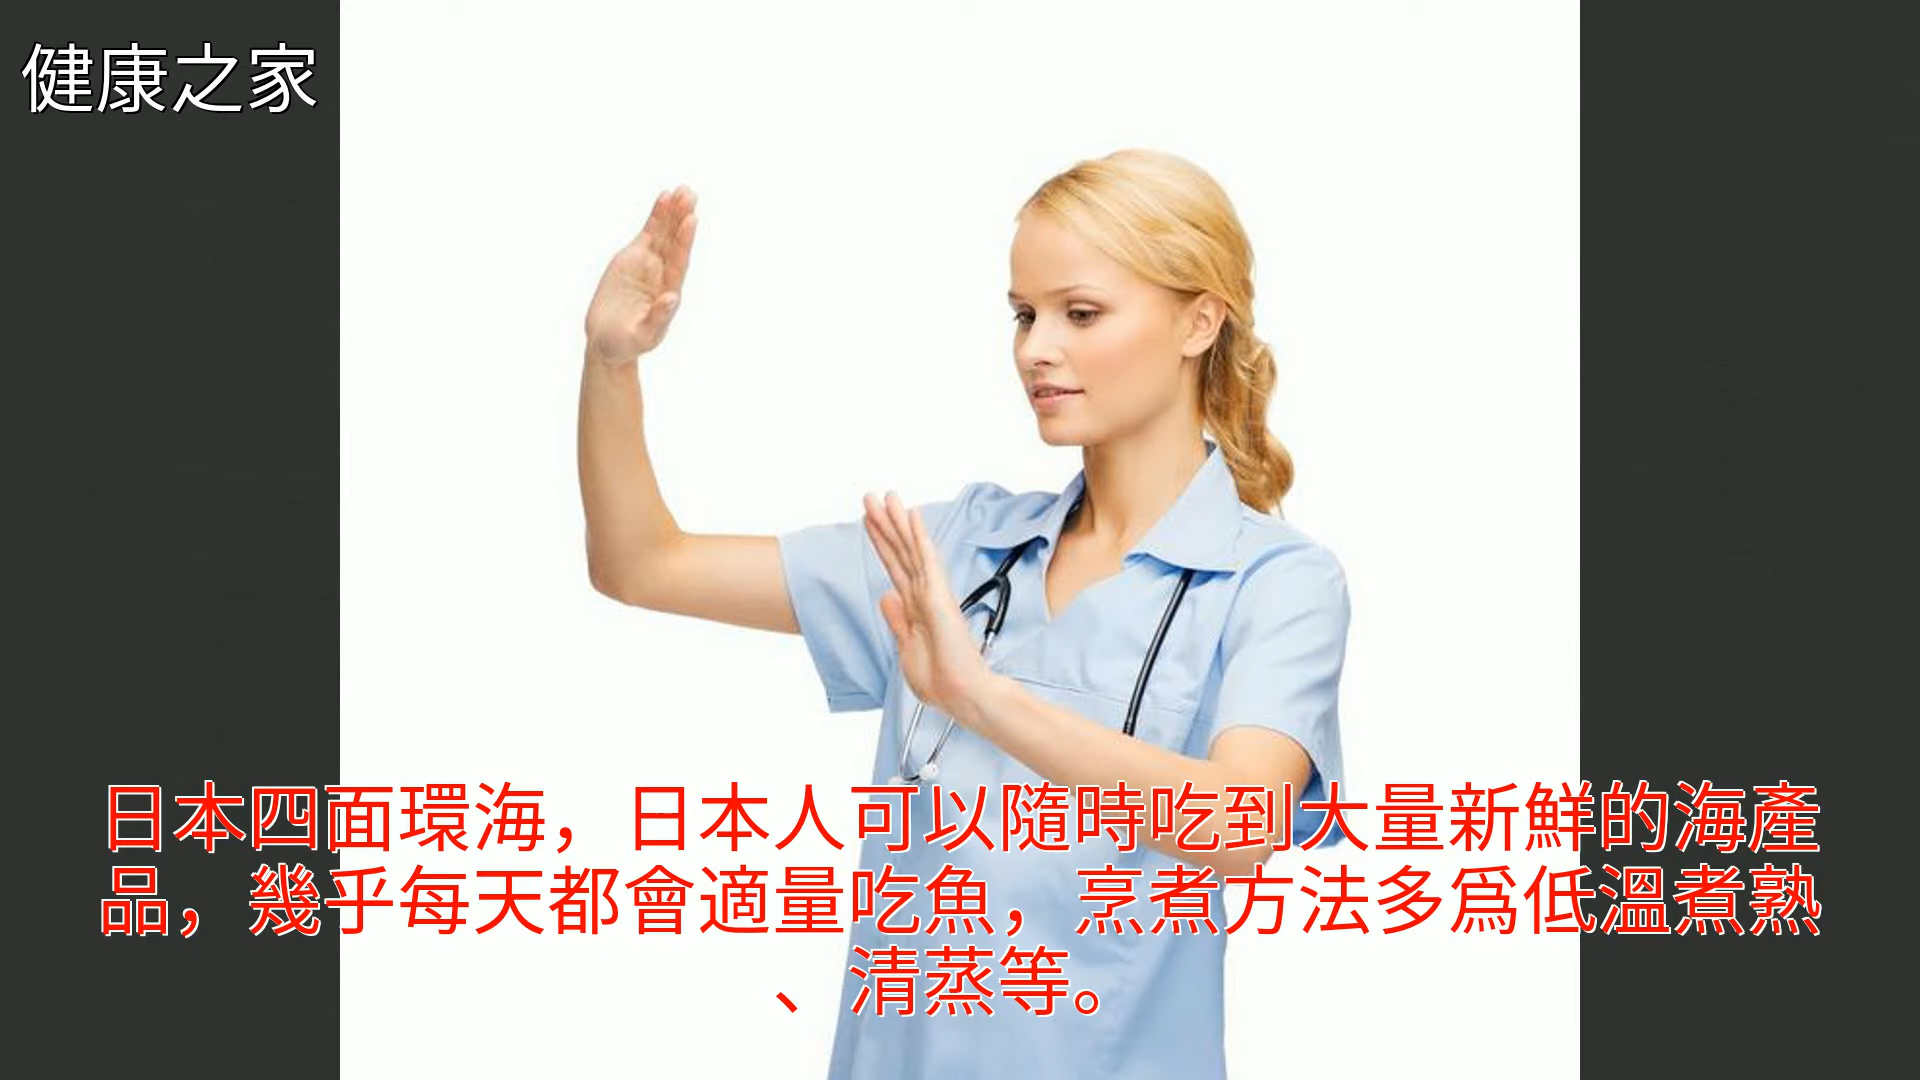 健康之家
日本四面環海，日本人可以隨時吃到大量新鮮的海產
品，幾乎每天都會適量吃魚，烹煮方法多爲低溫煮熟
、清蒸等。